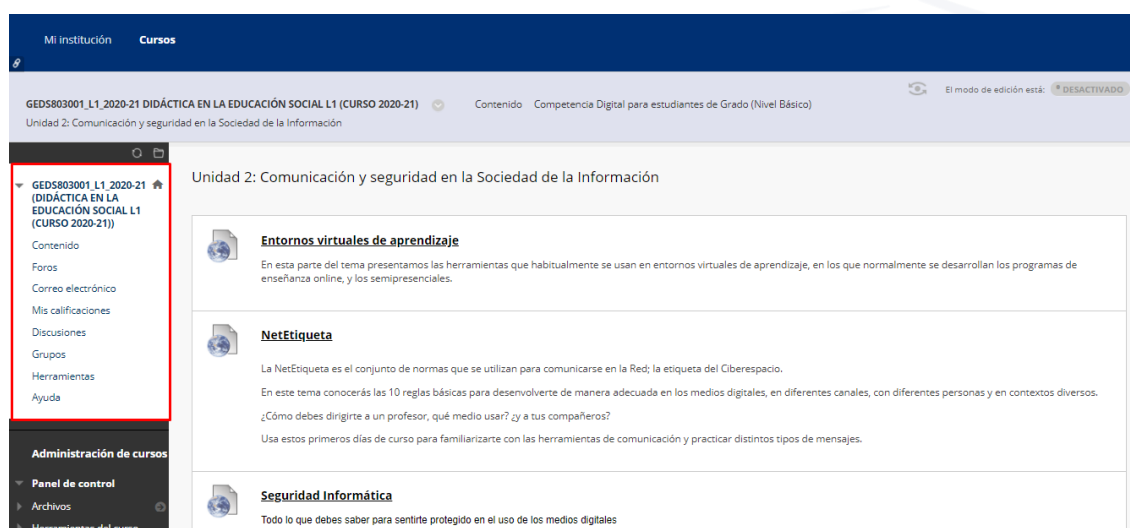 Mi institución Cursos
GEDS803001_L1_2020-21 DIDÁCTICA EN LA EDUCACIÓN SOCIAL L1 (CURSO 2020-21) Contenido Competencia Digital para estudiantes de Grado (Nivel Básico)
Unidad 2: Comunicación y seguridad en la Sociedad de la Información
El modo de edición está: DESACTIVADO
GEDS803001_L1_2020-21
(DIDÁCTICA EN LA
EDUCACIÓN SOCIAL L1
(CURSO 2020-21))
Contenido
Foros
Correo electrónico
Mis calificaciones
Discusiones
Grupos
Herramientas
Ayuda
Administración de cursos
Panel de control
Archivos
Herramientas del curso
Unidad 2: Comunicación y seguridad en la Sociedad de la Información
Entornos virtuales de aprendizaje
En esta parte del tema presentamos las herramientas que habitualmente se usan en entornos virtuales de aprendizaje, en los que normalmente se desarrollan los programas de
enseñanza online, y los semipresenciales.
NetEtiqueta
La NetEtiqueta es el conjunto de normas que se utilizan para comunicarse en la Red; la etiqueta del Ciberespacio.
En este tema conocerás las 10 reglas básicas para desenvolverte de manera adecuada en los medios digitales, en diferentes canales, con diferentes personas y en contextos diversos.
¿Cómo debes dirigirte a un profesor, qué medio usar? ¿y a tus compañeros?
Usa estos primeros días de curso para familiarizarte con las herramientas de comunicación y practicar distintos tipos de mensajes.
Seguridad Informática
Todo lo que debes saber para sentirte protegido en el uso de los medios digitales